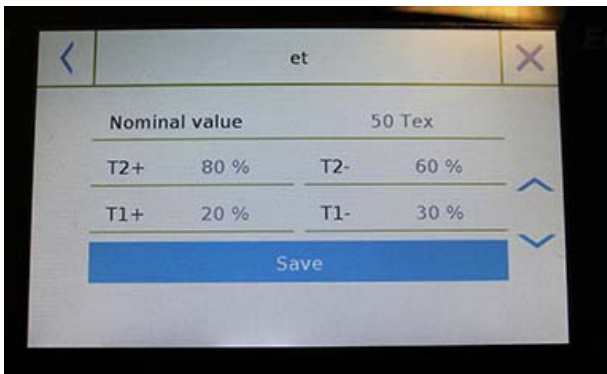 et
Nominal value 50 Tex
T2+ 80 % T2- 60 %
T1+ 20 % T1- 30 %
Save